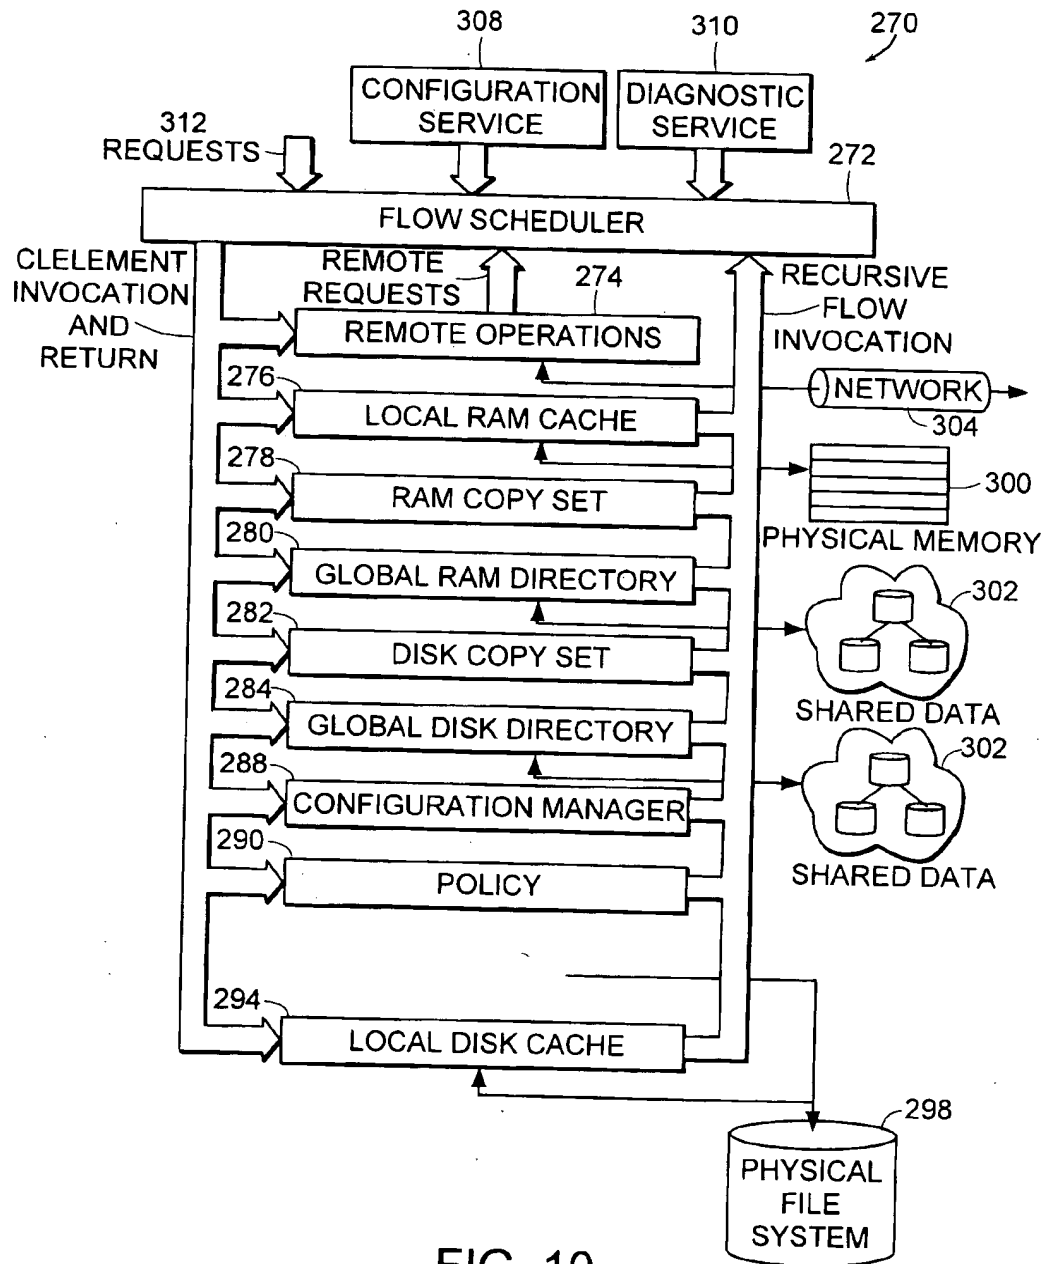 308
310
270
CONFIGURATION
SERVICE
DIAGNOSTIC
SERVICE
312
REQUESTS
272
FLOW SCHEDULER
CLELEMENT
INVOCATION
AND
RETURN
REMOTE
REQUESTS
274
RECURSIVE
FLOW
INVOCATION
REMOTE OPERATIONS
276
LOCAL RAM CACHE
NETWORK
304
278
RAM COPY SET
300
PHYSICAL MEMORY
280
GLOBAL RAM DIRECTORY
302
282
DISK COPY SET
SHARED DATA
284
GLOBAL DISK DIRECTORY
302
288
CONFIGURATION MANAGER
290
POLICY
SHARED DATA
294
LOCAL DISK CACHE
298
PHYSICAL
FILE
SYSTEM